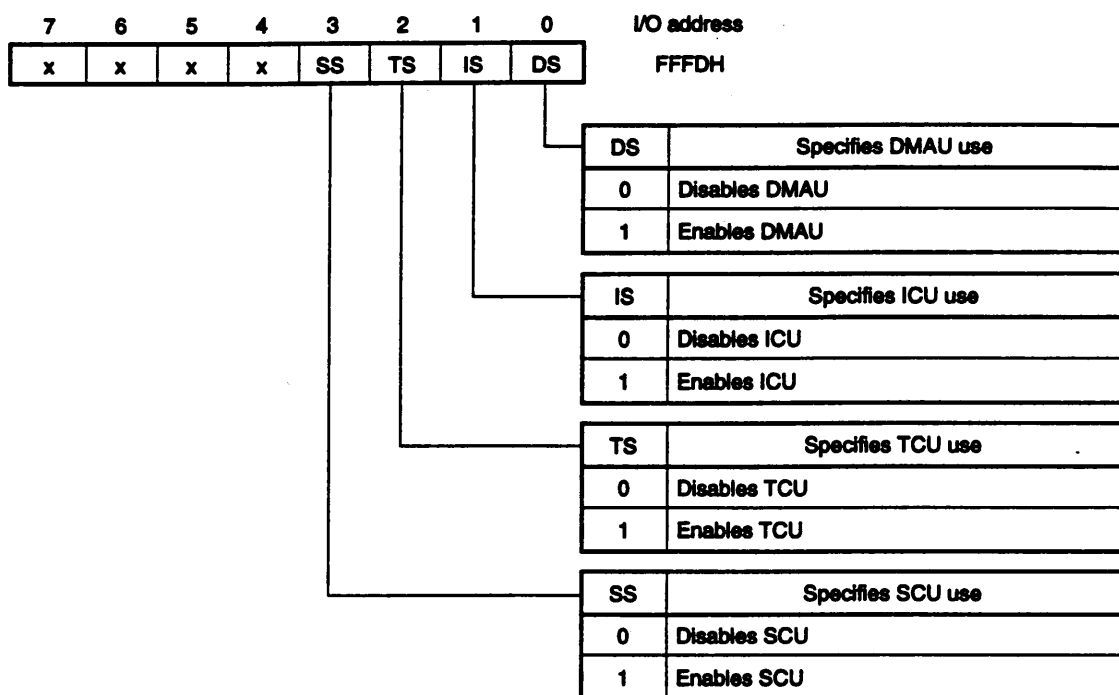 7 6 5 4 3 2 1 0 I/O address
x x x x SS TS IS DS FFFDH
DS Specifies DMAU use
0 Disables DMAU
1 Enables DMAU
IS Specifies ICU use
0 Disables ICU
1 Enables ICU
TS Specifies TCU use
0 Disables TCU
1 Enables TCU
SS Specifies SCU use
0 Disables SCU
1 Enables SCU